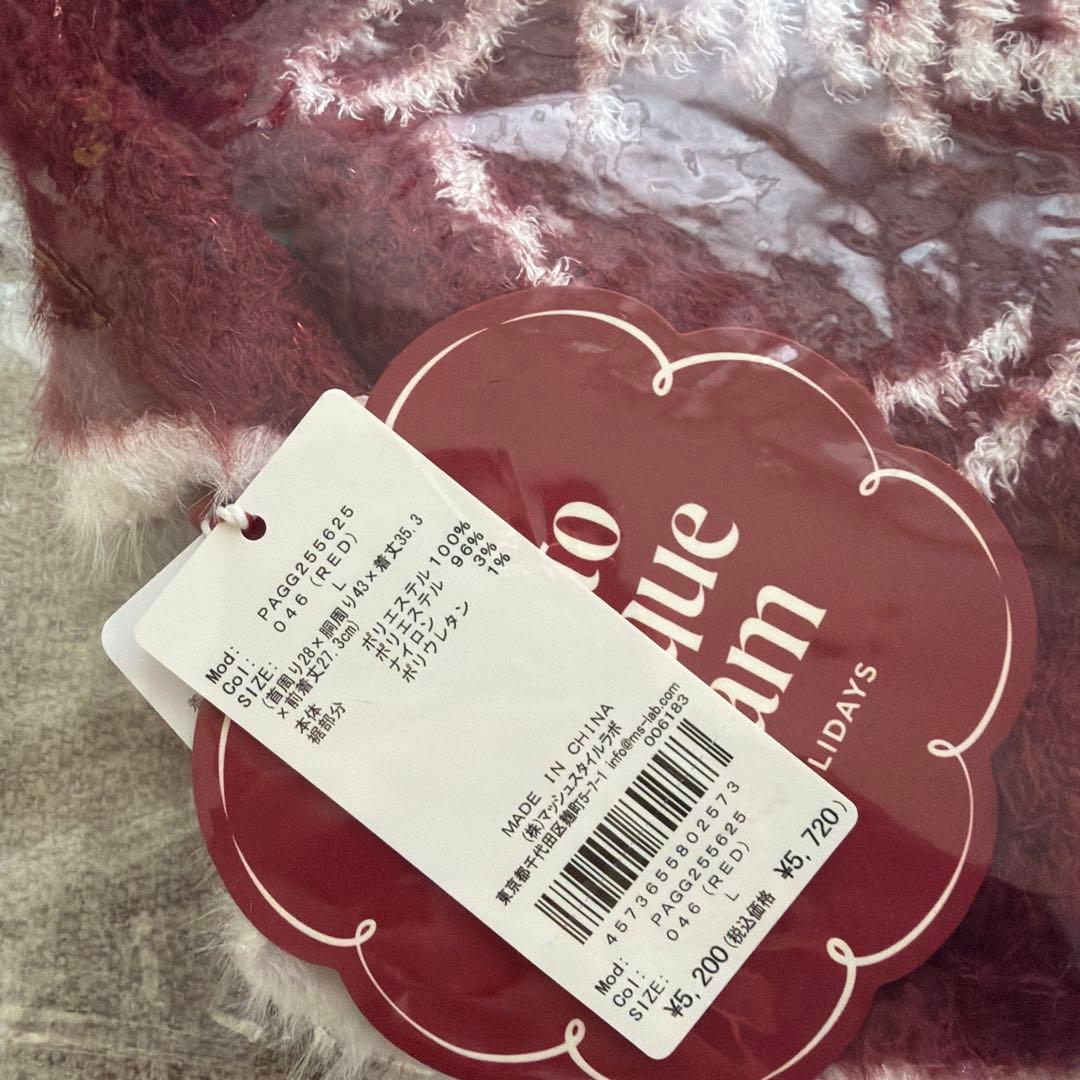 to
que
am
LIDAYS
Mod: PAGG255625
Col: 046 (RED)
SIZE: L
(首周り28×胴周り43×着丈35.3
×前着丈27.3cm)
本体 ポリエステル 100%
裾部分 ポリエステル 96%
ナイロン 3%
ポリウレタン 1%
MADE IN CHINA
(株)マッシュスタイルラボ
東京都千代田区麹町5-7-1 info@ms-lab.com
006183
4573655802573
Mod: PAGG255625
Col: 046 (RED)
SIZE: L
¥5,200(税込価格 ¥5,720)